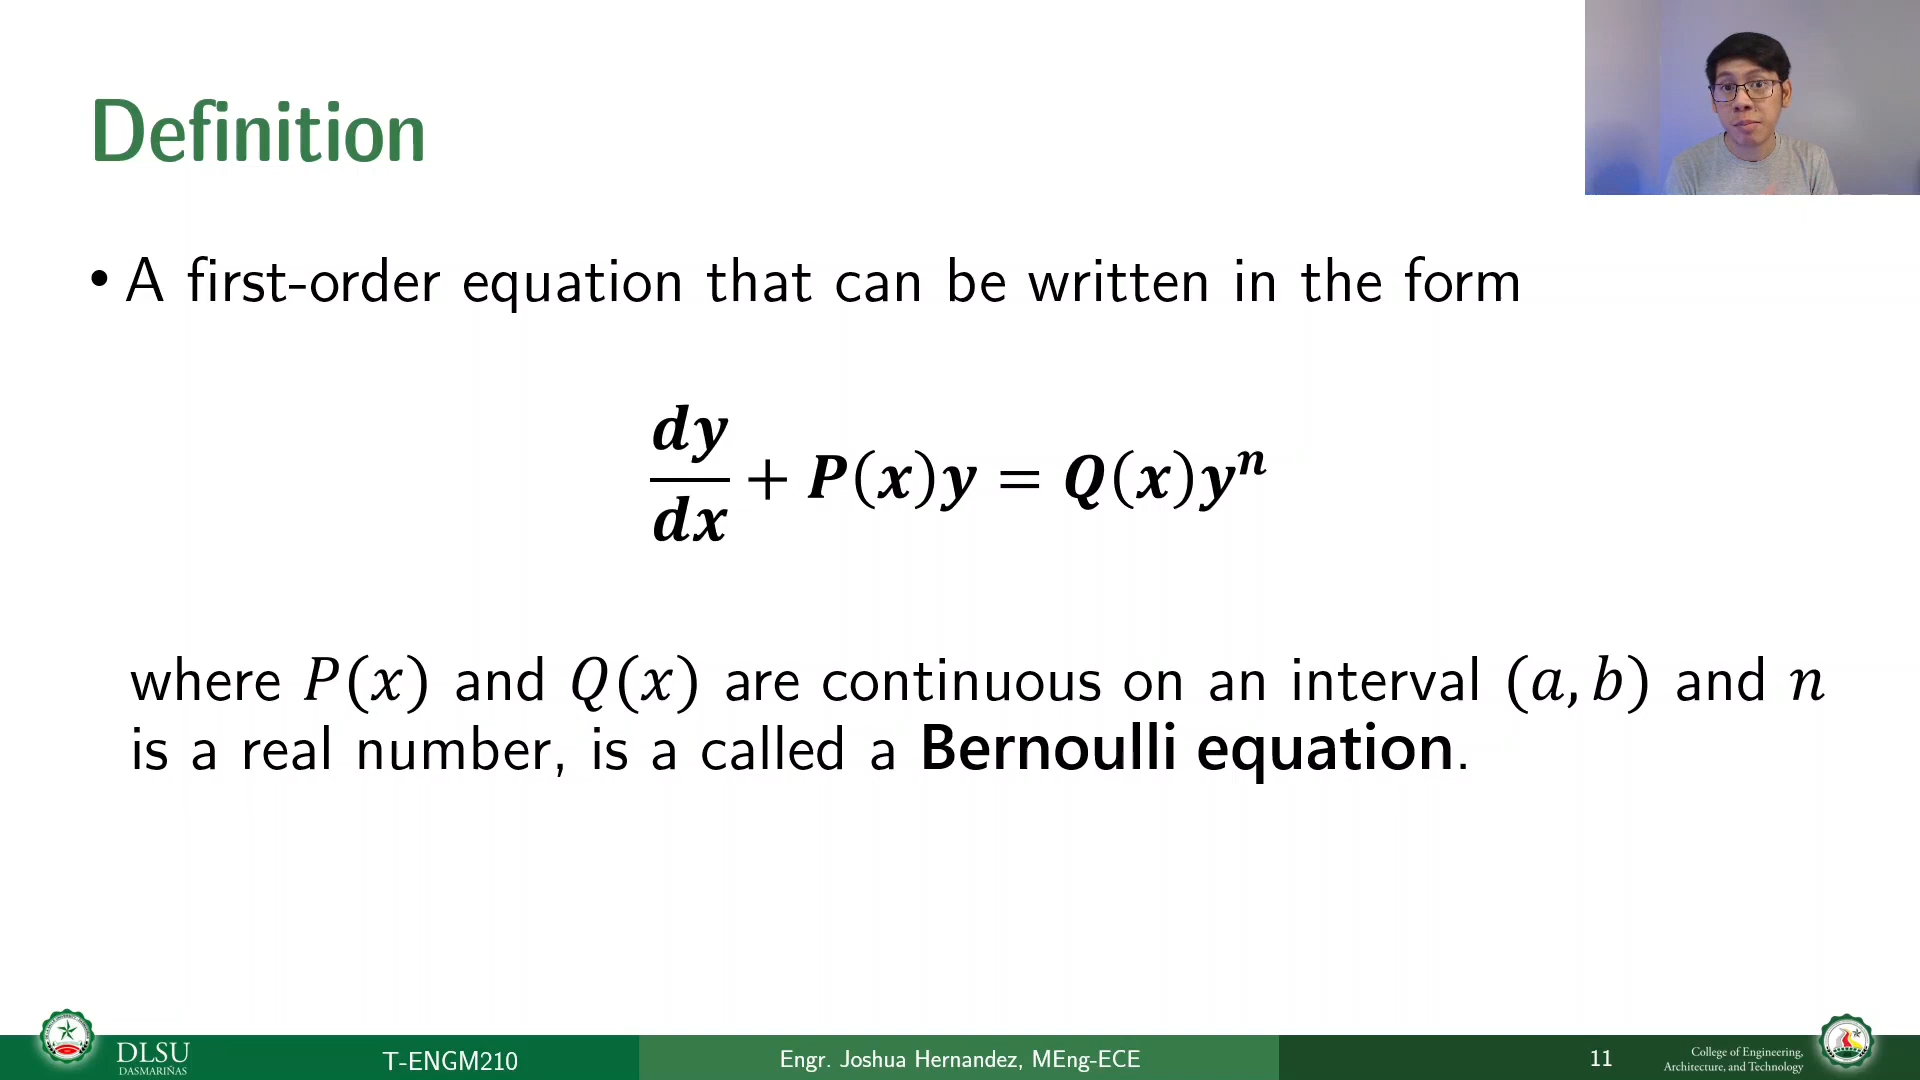 Definition
• A first-order equation that can be written in the form
dy/dx + P(x)y = Q(x)yⁿ
where P(x) and Q(x) are continuous on an interval (a, b) and n
is a real number, is a called a Bernoulli equation.
DLSU
DASMARIÑAS
T-ENGM210
Engr. Joshua Hernandez, MEng-ECE
11
College of Engineering,
Architecture, and Technology